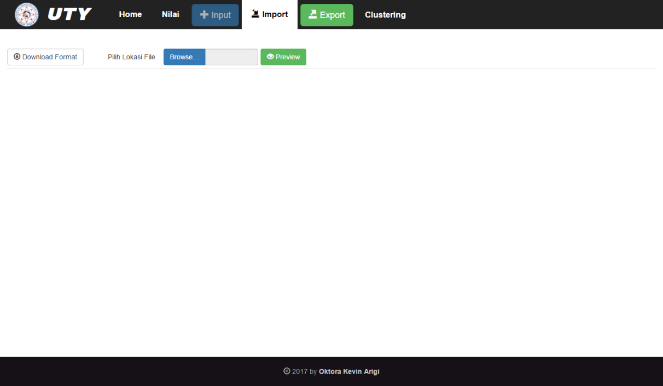 UTY Home Nilai Input Import Export Clustering
Download Format Pilih Lokasi File Browse... Preview
© 2017 by Oktora Kevin Arigi